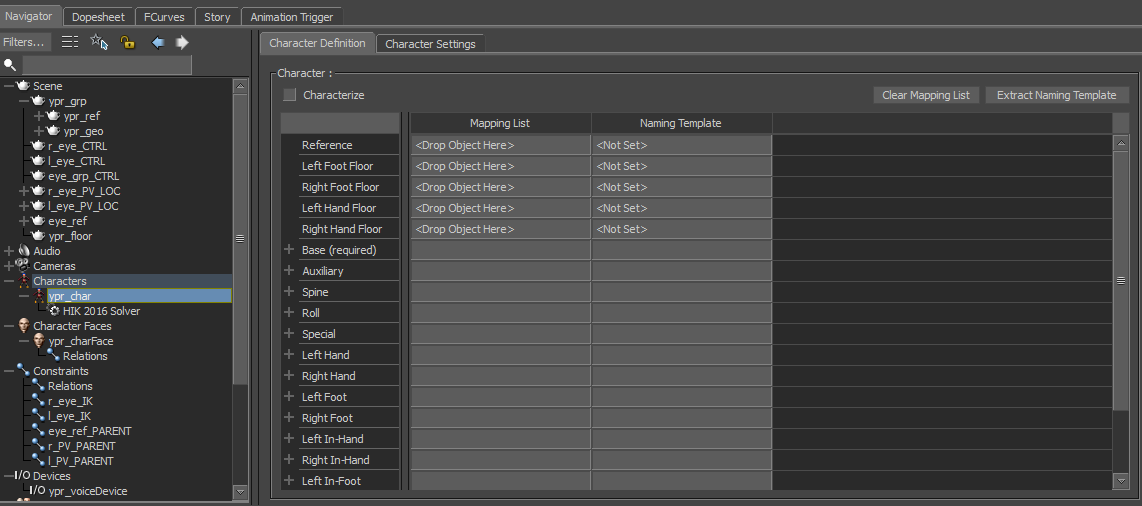 Navigator Dopesheet FCurves Story Animation Trigger
Filters...
Scene
ypr_grp
ypr_ref
ypr_geo
r_eye_CTRL
l_eye_CTRL
eye_grp_CTRL
r_eye_PV_LOC
l_eye_PV_LOC
eye_ref
ypr_floor
Audio
Cameras
Characters
ypr_char
HIK 2016 Solver
Character Faces
ypr_charFace
Relations
Constraints
Relations
r_eye_IK
l_eye_IK
eye_ref_PARENT
r_PV_PARENT
l_PV_PARENT
I/O Devices
ypr_voiceDevice
Character Definition Character Settings
Character :
Characterize Clear Mapping List Extract Naming Template
Mapping List Naming Template
Reference <Drop Object Here> <Not Set>
Left Foot Floor <Drop Object Here> <Not Set>
Right Foot Floor <Drop Object Here> <Not Set>
Left Hand Floor <Drop Object Here> <Not Set>
Right Hand Floor <Drop Object Here> <Not Set>
Base (required)
Auxiliary
Spine
Roll
Special
Left Hand
Right Hand
Left Foot
Right Foot
Left In-Hand
Right In-Hand
Left In-Foot